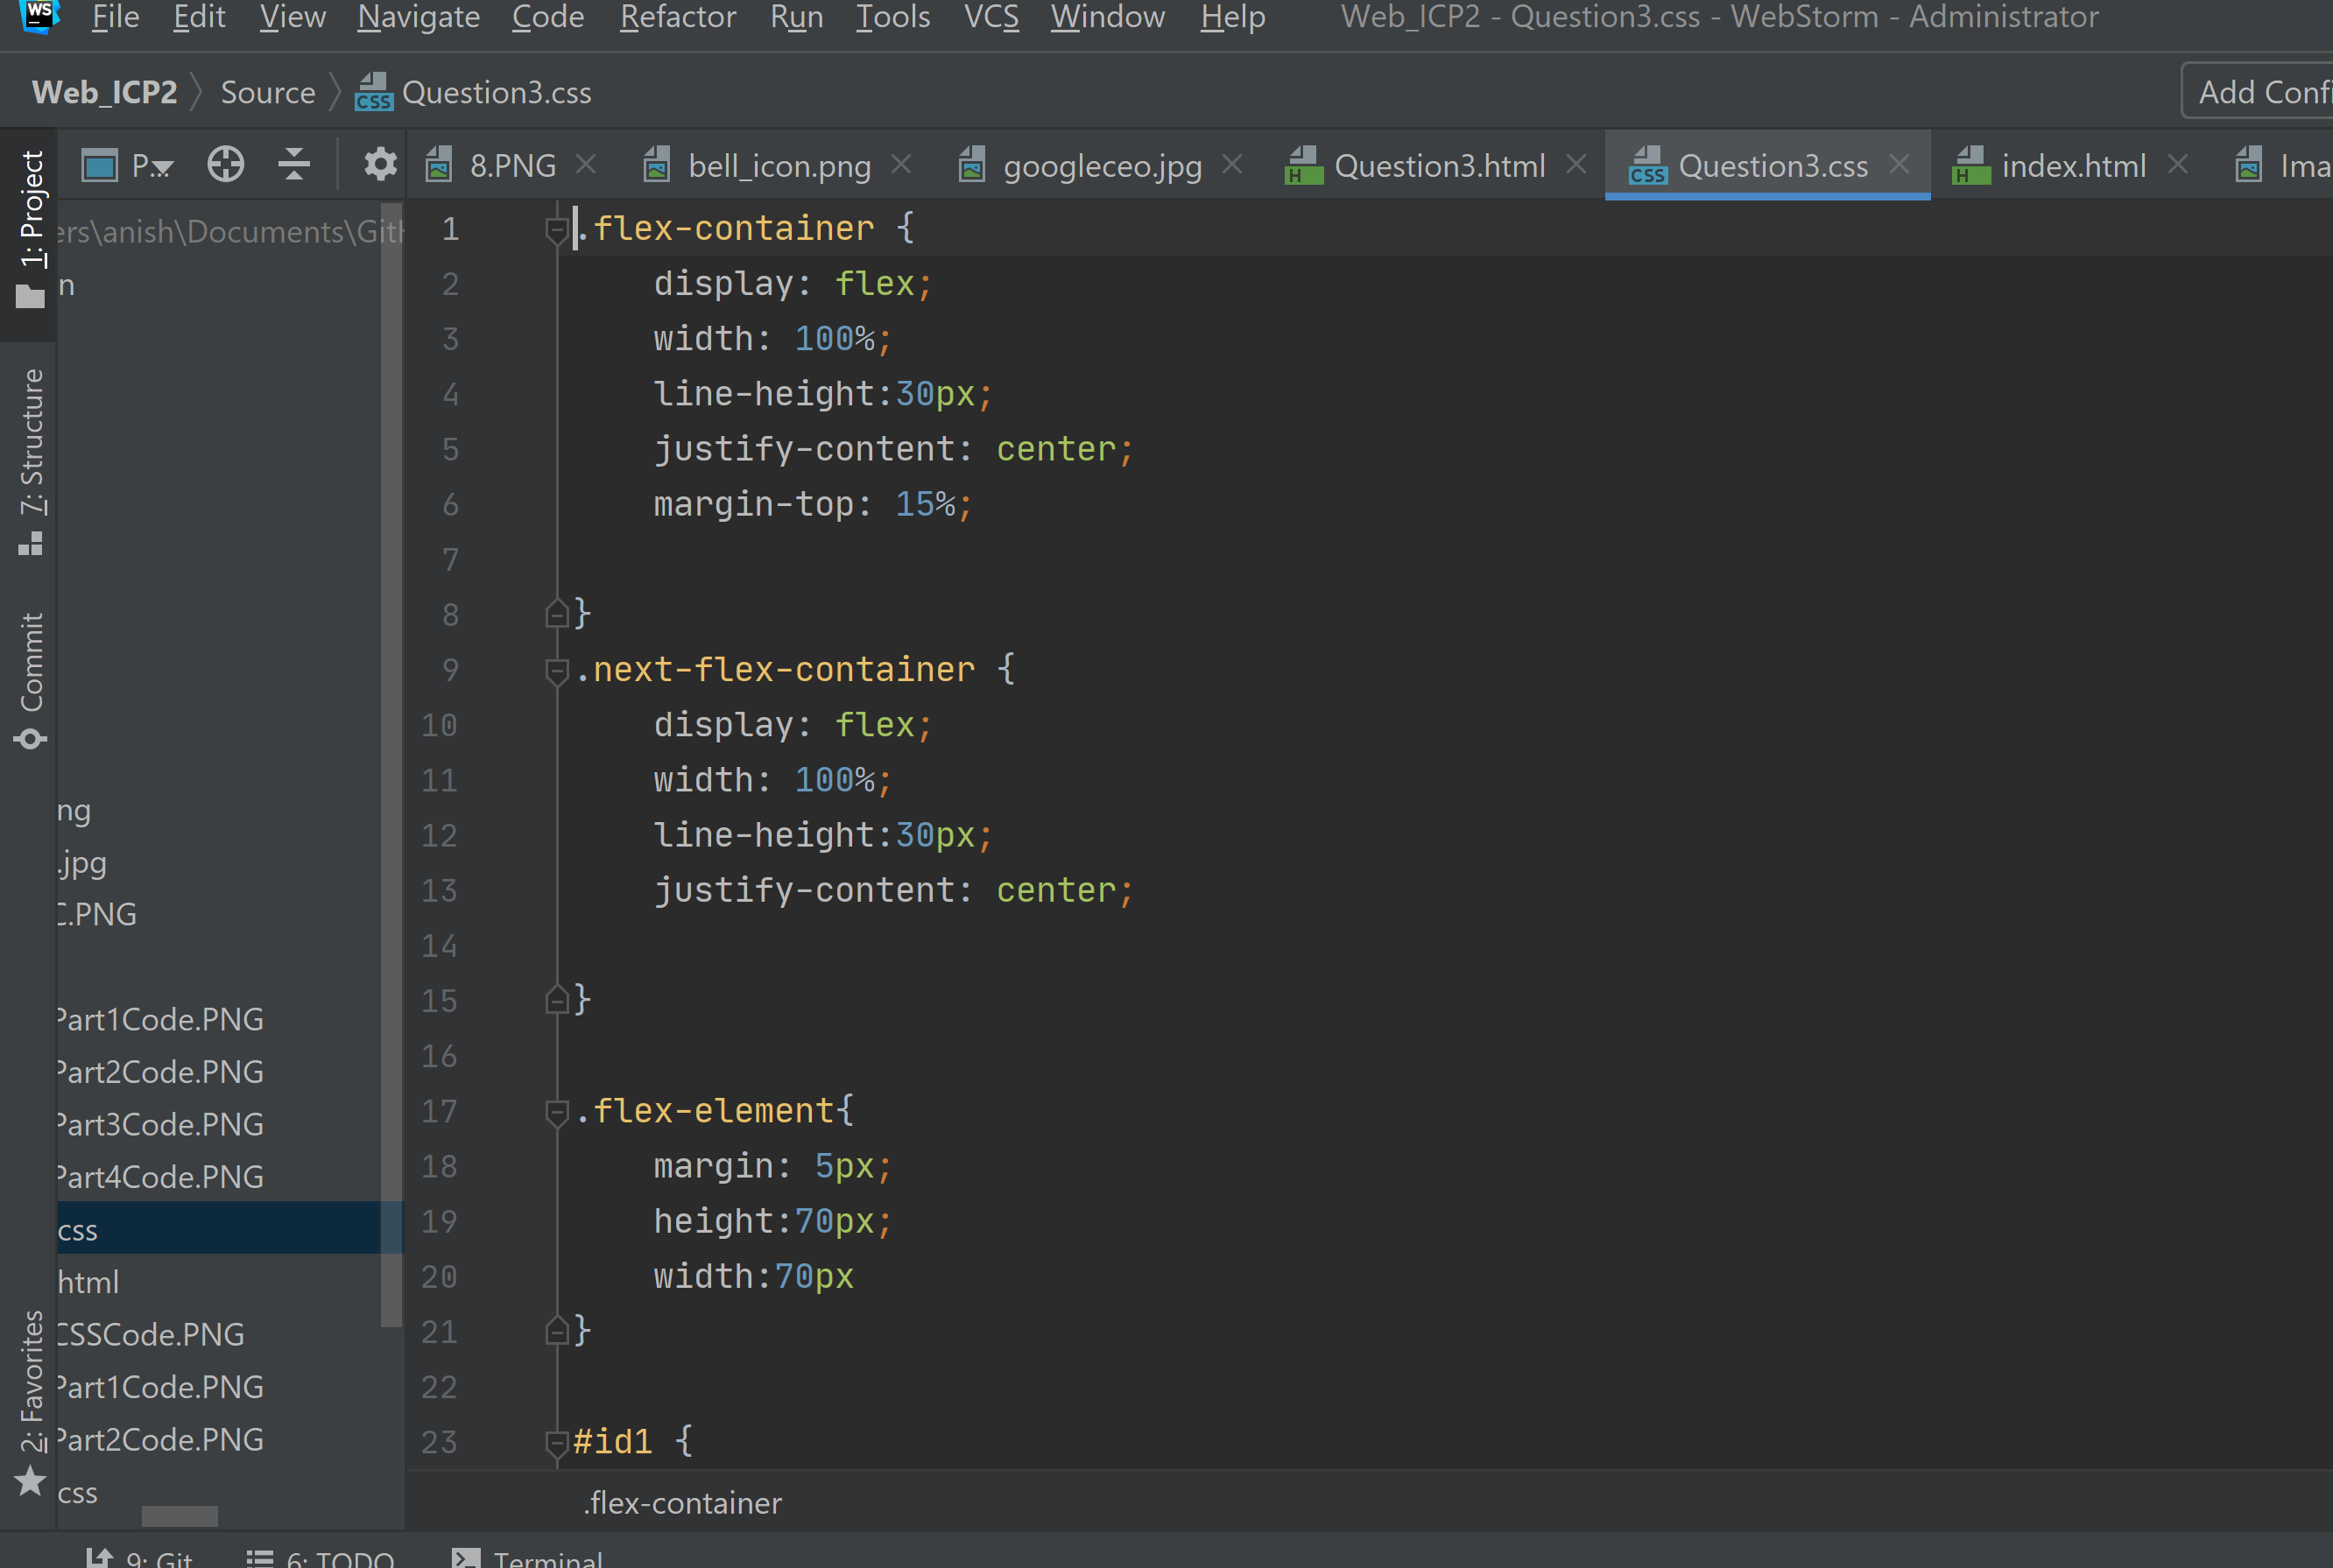 WS
File Edit View Navigate Code Refactor Run Tools VCS Window Help Web_ICP2 - Question3.css - WebStorm - Administrator
Web_ICP2 Source CSS Question3.css Add Confi
P... 8.PNG bell_icon.png googleceo.jpg H Question3.html CSS Question3.css H index.html Ima
1: Project
7: Structure
Commit
2: Favorites
ers\anish\Documents\Git
n
ng
.jpg
C.PNG
Part1Code.PNG
Part2Code.PNG
Part3Code.PNG
Part4Code.PNG
css
html
CSSCode.PNG
Part1Code.PNG
Part2Code.PNG
css
1 .flex-container {
2 display: flex;
3 width: 100%;
4 line-height:30px;
5 justify-content: center;
6 margin-top: 15%;
7
8 }
9 .next-flex-container {
10 display: flex;
11 width: 100%;
12 line-height:30px;
13 justify-content: center;
14
15 }
16
17 .flex-element{
18 margin: 5px;
19 height:70px;
20 width:70px
21 }
22
23 #id1 {
.flex-container
9: Git 6: TODO Terminal